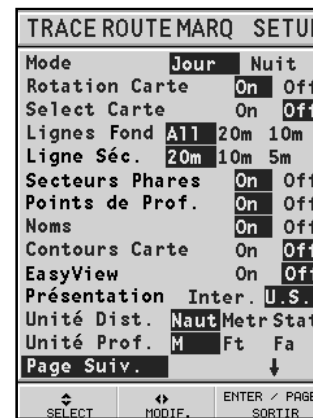 TRACE ROUTE MARQ SETUP
Mode Jour Nuit
Rotation Carte On Off
Select Carte On Off
Lignes Fond All 20m 10m
Ligne Séc. 20m 10m 5m
Secteurs Phares On Off
Points de Prof. On Off
Noms On Off
Contours Carte On Off
EasyView On Off
Présentation Inter. U.S.
Unité Dist. Naut Metr Stat
Unité Prof. M Ft Fa
Page Suiv.
SELECT MODIF. ENTER / PAGE
SORTIR